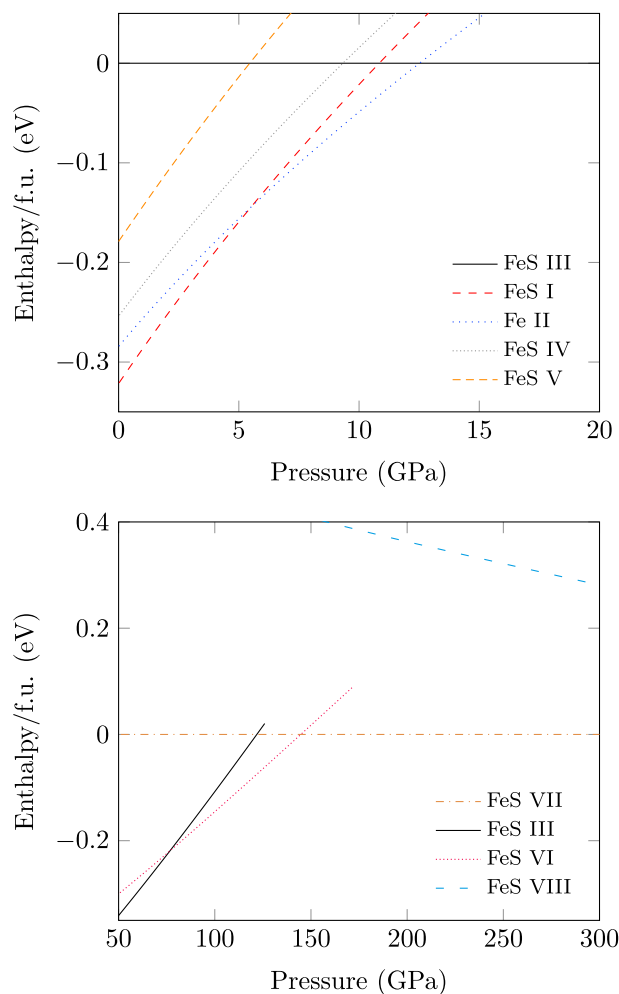 0
−0.1
−0.2
−0.3
Enthalpy/f.u. (eV)
FeS III
FeS I
Fe II
FeS IV
FeS V
0 5 10 15 20
Pressure (GPa)
0.4
0.2
0
−0.2
Enthalpy/f.u. (eV)
FeS VII
FeS III
FeS VI
FeS VIII
50 100 150 200 250 300
Pressure (GPa)